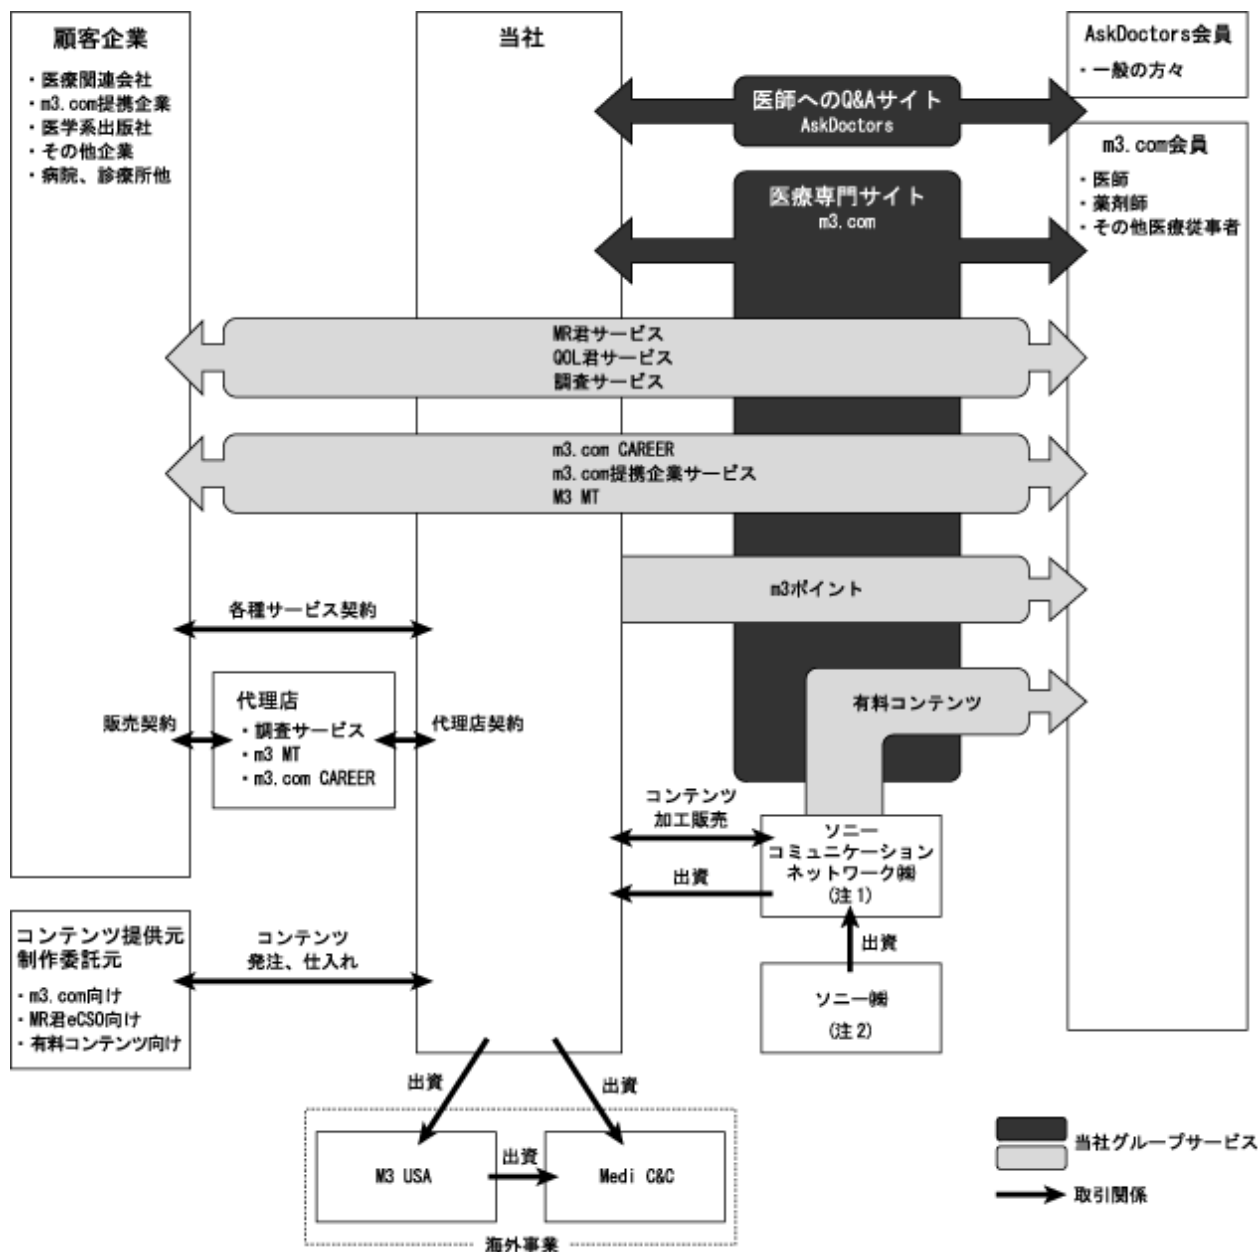 顧客企業
・医療関連会社
・m3.com提携企業
・医学系出版社
・その他企業
・病院、診療所他
当社
AskDoctors会員
・一般の方々
医師へのQ&Aサイト
AskDoctors
m3.com会員
・医師
・薬剤師
・その他医療従事者
医療専門サイト
m3.com
MR君サービス
QOL君サービス
調査サービス
m3.com CAREER
m3.com提携企業サービス
M3 MT
m3ポイント
各種サービス契約
代理店
・調査サービス
・m3 MT
・m3.com CAREER
販売契約
代理店契約
有料コンテンツ
コンテンツ
加工販売
出資
ソニー
コミュニケーション
ネットワーク㈱
(注1)
出資
ソニー㈱
(注2)
コンテンツ提供元
制作委託元
・m3.com向け
・MR君eCSO向け
・有料コンテンツ向け
コンテンツ
発注、仕入れ
出資
出資
M3 USA
出資
Medi C&C
海外事業
当社グループサービス
取引関係